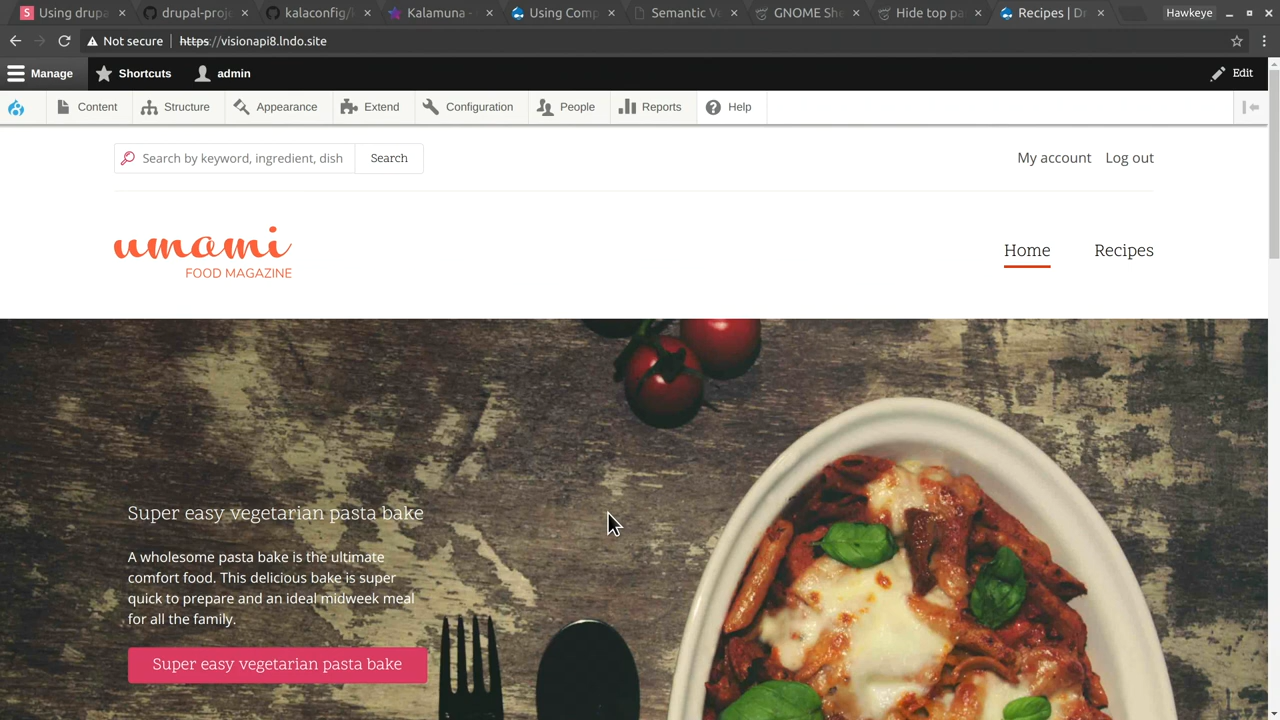 Using drupa
drupal-proj
kalaconfig/k
Kalamuna -
Using Comp
Semantic Ve
GNOME She
Hide top pa
Recipes | Dr
Hawkeye
Not secure
https://visionapi8.lndo.site
Manage
Shortcuts
admin
Edit
Content
Structure
Appearance
Extend
Configuration
People
Reports
Help
Search by keyword, ingredient, dish
Search
My account
Log out
umami
FOOD MAGAZINE
Home
Recipes
Super easy vegetarian pasta bake
A wholesome pasta bake is the ultimate
comfort food. This delicious bake is super
quick to prepare and an ideal midweek meal
for all the family.
Super easy vegetarian pasta bake